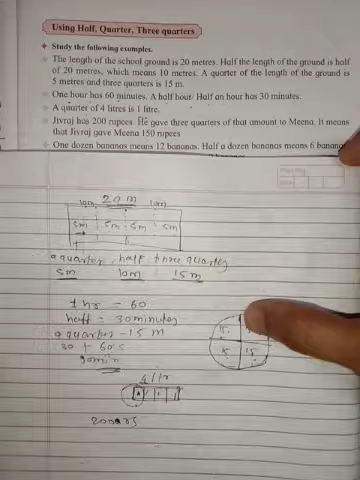 Using Half, Quarter, Three quarters
Study the following examples.
The length of the school ground is 20 metres. Half the length of the ground is half
of 20 metres, which means 10 metres. A quarter of the length of the ground is
5 metres and three quarters is 15 m.
One hour has 60 minutes. A half hour/ Half an hour has 30 minutes.
A quarter of 4 litres is 1 litre.
Jivraj has 200 rupees. He gave three quarters of that amount to Meena. It means
that Jivraj gave Meena 150 rupees
One dozen bananas means 12 bananas. Half a dozen bananas means 6 bananas
10m 20 m 10m
5m 5m 5m 5m
a quarter, half, three quarter
5m 10m 15m
1 hr = 60
half = 30 minutes
a quarter - 15 m
30 + 60
90 min
15
15 15
4 ltr